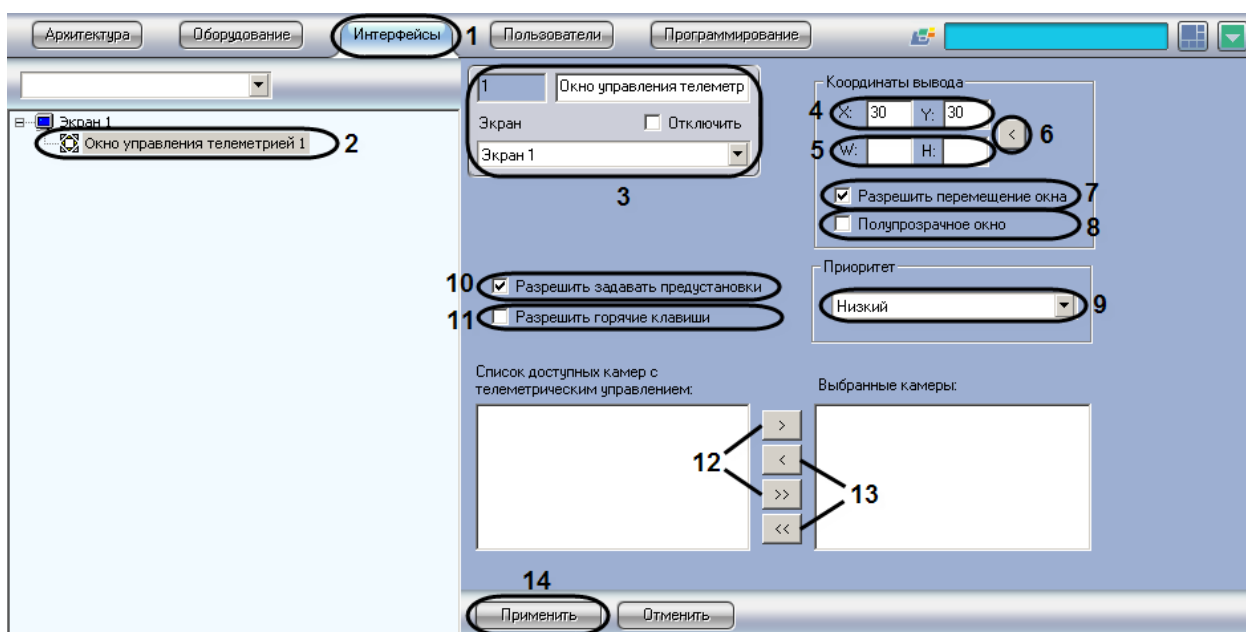 Архитектура Оборудование Интерфейсы 1 Пользователи Программирование
1 Окно управления телеметр
Экран Отключить
Экран 1
3
Экран 1
Окно управления телеметрией 1 2
Координаты вывода
4 X: 30 Y: 30
5 W: H: < 6
Разрешить перемещение окна 7
Полупрозрачное окно 8
10 Разрешить задавать предустановки
11 Разрешить горячие клавиши
Приоритет
Низкий 9
Список доступных камер с
телеметрическим управлением:
Выбранные камеры:
>
12 <
>> 13
<<
14
Применить Отменить